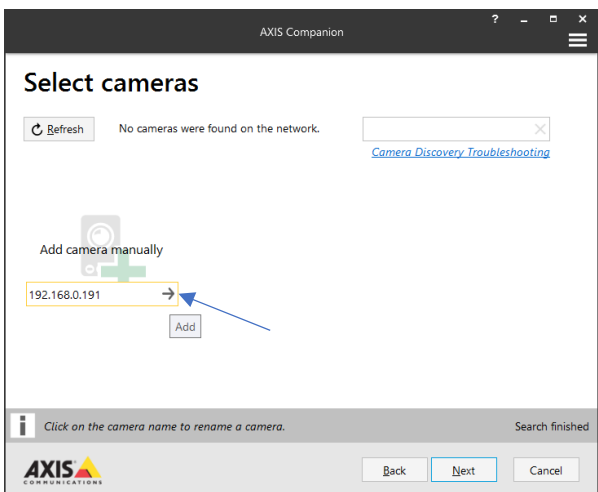 AXIS Companion
?
Select cameras
Refresh
No cameras were found on the network.
Camera Discovery Troubleshooting
Add camera manually
192.168.0.191
Add
i
Click on the camera name to rename a camera.
Search finished
AXIS
COMMUNICATIONS
Back
Next
Cancel